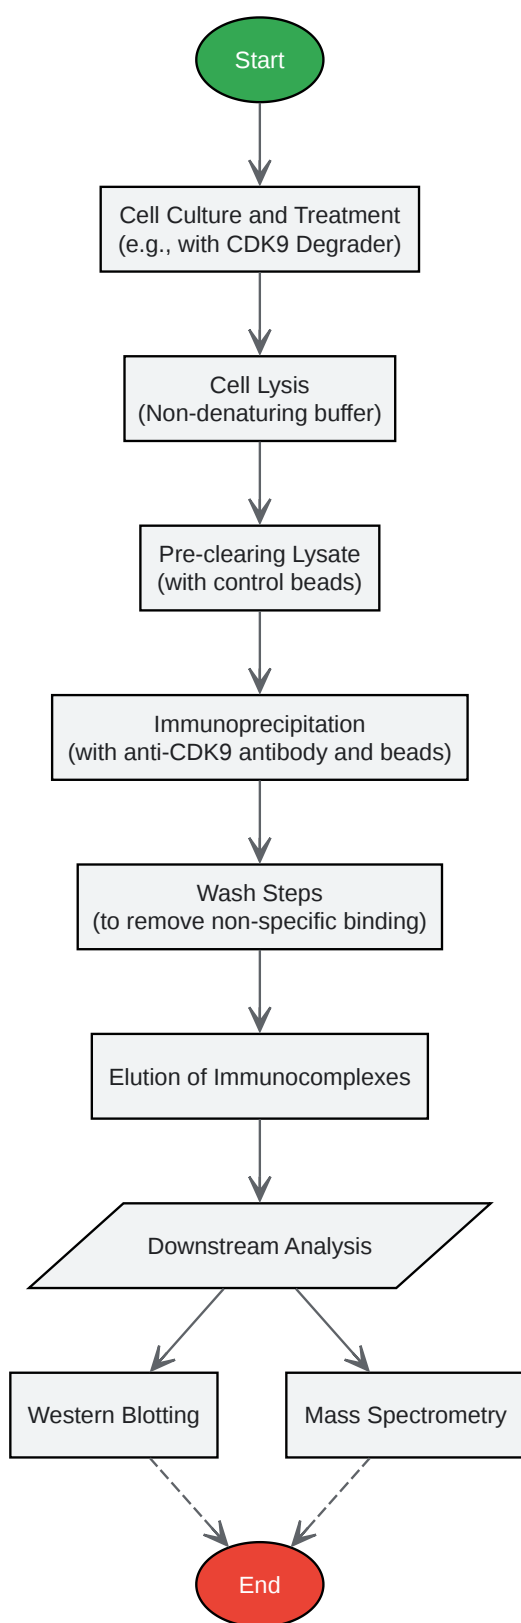 Start
Cell Culture and Treatment
(e.g., with CDK9 Degrader)
Cell Lysis
(Non-denaturing buffer)
Pre-clearing Lysate
(with control beads)
Immunoprecipitation
(with anti-CDK9 antibody and beads)
Wash Steps
(to remove non-specific binding)
Elution of Immunocomplexes
Downstream Analysis
Western Blotting
Mass Spectrometry
End